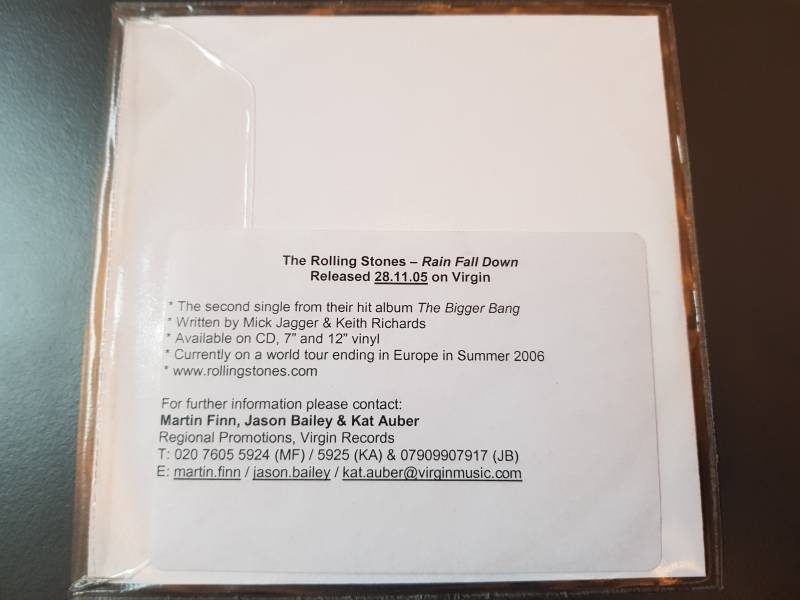 The Rolling Stones – Rain Fall Down
Released 28.11.05 on Virgin
* The second single from their hit album The Bigger Bang
* Written by Mick Jagger & Keith Richards
* Available on CD, 7" and 12" vinyl
* Currently on a world tour ending in Europe in Summer 2006
* www.rollingstones.com
For further information please contact:
Martin Finn, Jason Bailey & Kat Auber
Regional Promotions, Virgin Records
T: 020 7605 5924 (MF) / 5925 (KA) & 07909907917 (JB)
E: martin.finn / jason.bailey / kat.auber@virginmusic.com